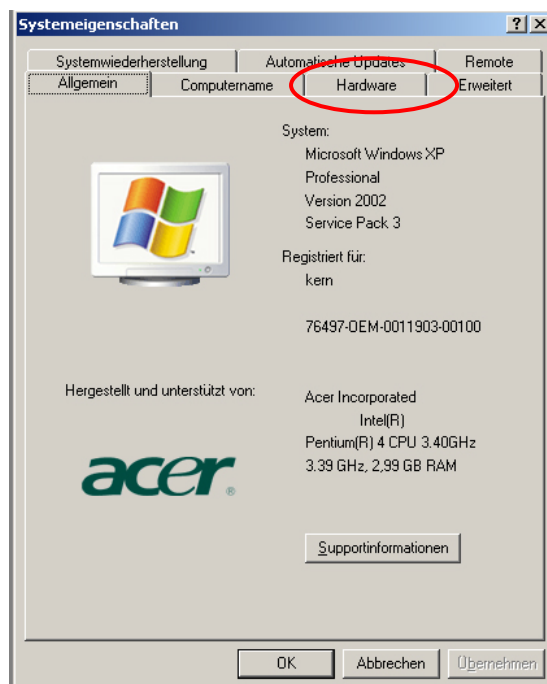 Systemeigenschaften
Systemwiederherstellung Automatische Updates Remote
Allgemein Computername Hardware Erweitert
System:
Microsoft Windows XP
Professional
Version 2002
Service Pack 3
Registriert für:
kern
76497-OEM-0011903-00100
Hergestellt und unterstützt von:
Acer Incorporated
Intel(R)
Pentium(R) 4 CPU 3.40GHz
3.39 GHz, 2,99 GB RAM
acer
Supportinformationen
OK Abbrechen Übernehmen